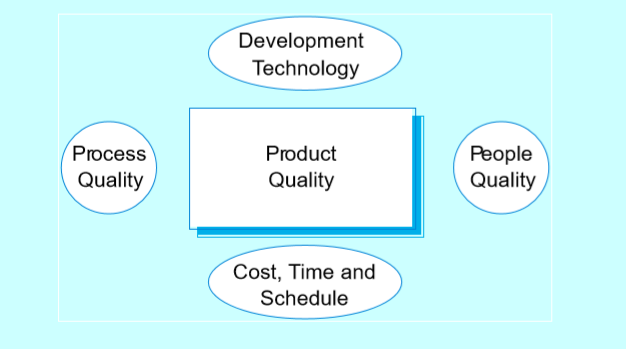 Development
Technology
Process
Quality
Product
Quality
People
Quality
Cost, Time and
Schedule